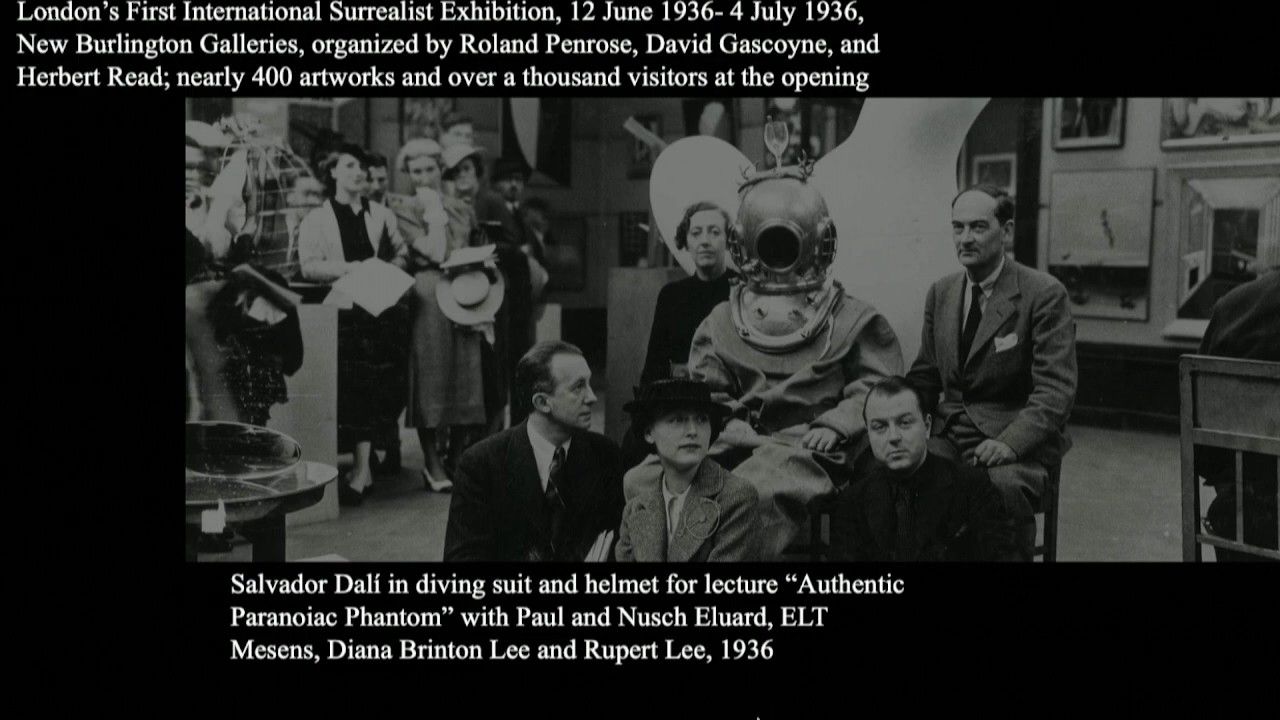 London’s First International Surrealist Exhibition, 12 June 1936- 4 July 1936,
New Burlington Galleries, organized by Roland Penrose, David Gascoyne, and
Herbert Read; nearly 400 artworks and over a thousand visitors at the opening
Salvador Dalí in diving suit and helmet for lecture “Authentic
Paranoiac Phantom” with Paul and Nusch Eluard, ELT
Mesens, Diana Brinton Lee and Rupert Lee, 1936